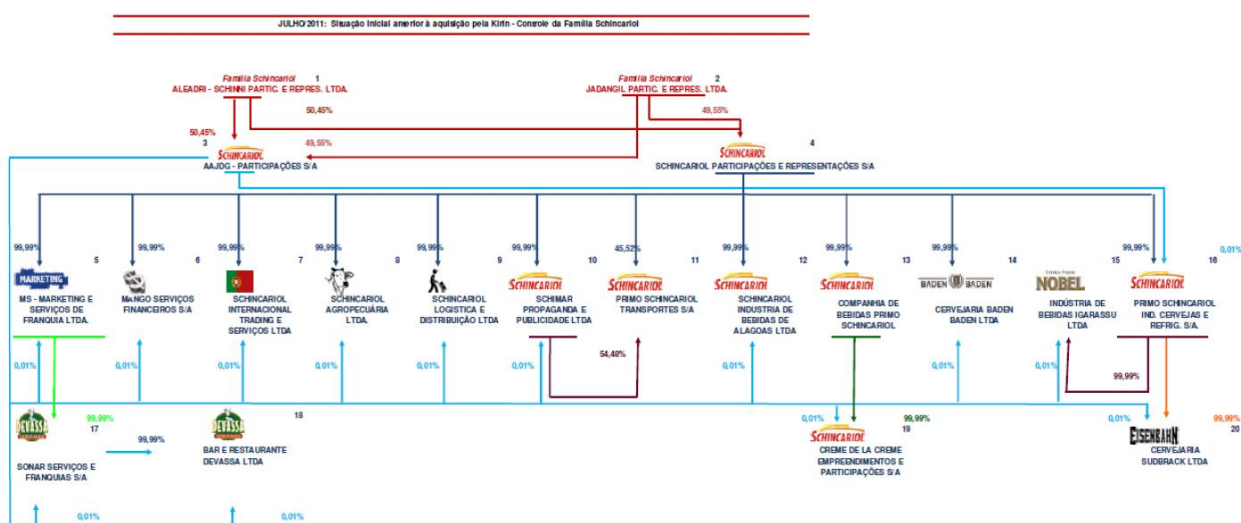 JULHO/2011: Situação Inicial anterior à aquisição pela Kirin - Controle da Família Schincariol
Família Schincariol 1
ALEADRI - SCHINNI PARTIC. E REPRES. LTDA.
Família Schincariol 2
JADANGIL PARTIC. E REPRES. LTDA.
50,45%
49,55%
50,45%
49,55%
3
SCHINCARIOL
AAJDG - PARTICIPAÇÕES S/A
4
SCHINCARIOL
SCHINCARIOL PARTICIPAÇÕES E REPRESENTAÇÕES S/A
99,99% 99,99% 99,99% 99,99% 99,99% 99,99% 45,52% 99,99% 99,99% 99,99% 99,99% 0,01%
5 6 7 8 9 10 11 12 13 14 15 16
MARKETING
MS - MARKETING E
SERVIÇOS DE
FRANQUIA LTDA.
MANGO SERVIÇOS
FINANCEIROS S/A
SCHINCARIOL
INTERNACIONAL
TRADING E
SERVIÇOS LTDA
SCHINCARIOL
AGROPECUÁRIA
LTDA.
SCHINCARIOL
LOGISTICA E
DISTRIBUIÇÃO LTDA
SCHINCARIOL
SCHIMAR
PROPAGANDA E
PUBLICIDADE LTDA
SCHINCARIOL
PRIMO SCHINCARIOL
TRANSPORTES S/A
SCHINCARIOL
SCHINCARIOL
INDUSTRIA DE
BEBIDAS DE
ALAGOAS LTDA
SCHINCARIOL
COMPANHIA DE
BEBIDAS PRIMO
SCHINCARIOL
BADEN BADEN
CERVEJARIA BADEN
BADEN LTDA
NOBEL
INDÚSTRIA DE
BEBIDAS IGARASSU
LTDA
SCHINCARIOL
PRIMO SCHINCARIOL
IND. CERVEJAS E
REFRIG. S/A.
54,48%
0,01% 0,01% 0,01% 0,01% 0,01% 0,01% 0,01% 0,01% 0,01% 99,99%
DEVASSA
99,99%
17
SONAR SERVIÇOS E
FRANQUIAS S/A
99,99%
DEVASSA
18
BAR E RESTAURANTE
DEVASSA LTDA
0,01% 99,99%
SCHINCARIOL 19
CREME DE LA CREME
EMPREENDIMENTOS E
PARTICIPAÇÕES S/A
0,01% 99,99%
EISENBAHN 20
CERVEJARIA
SUDBRACK LTDA
0,01% 0,01%